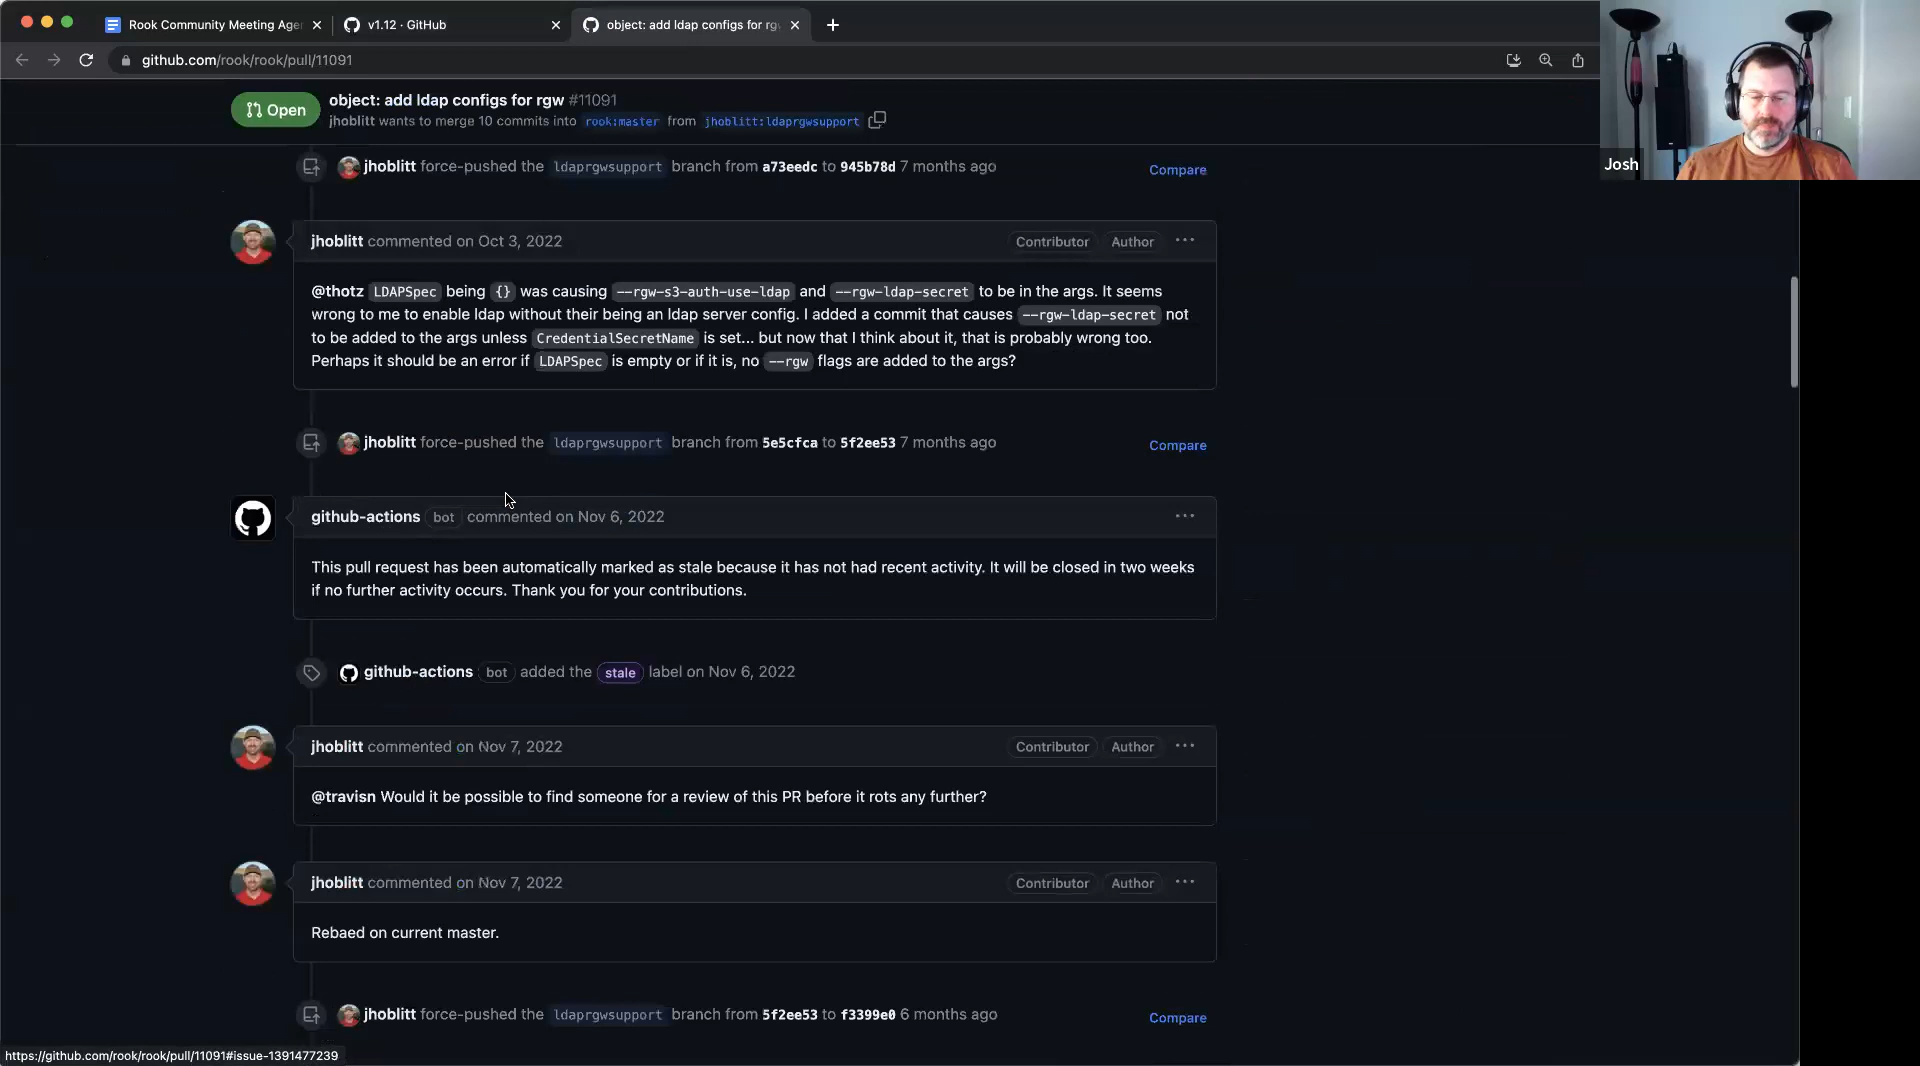 Rook Community Meeting Age
v1.12 · GitHub
object: add ldap configs for rg
github.com/rook/rook/pull/11091
Josh
Open
object: add ldap configs for rgw #11091
jhoblitt wants to merge 10 commits into rook:master from jhoblitt:ldaprgwsupport
jhoblitt force-pushed the ldaprgwsupport branch from a73eedc to 945b78d 7 months ago
Compare
jhoblitt commented on Oct 3, 2022
Contributor
Author
@thotz LDAPSpec being {} was causing --rgw-s3-auth-use-ldap and --rgw-ldap-secret to be in the args. It seems
wrong to me to enable ldap without their being an ldap server config. I added a commit that causes --rgw-ldap-secret not
to be added to the args unless CredentialSecretName is set... but now that I think about it, that is probably wrong too.
Perhaps it should be an error if LDAPSpec is empty or if it is, no --rgw flags are added to the args?
jhoblitt force-pushed the ldaprgwsupport branch from 5e5cfca to 5f2ee53 7 months ago
Compare
github-actions bot commented on Nov 6, 2022
This pull request has been automatically marked as stale because it has not had recent activity. It will be closed in two weeks
if no further activity occurs. Thank you for your contributions.
github-actions bot added the stale label on Nov 6, 2022
jhoblitt commented on Nov 7, 2022
Contributor
Author
@travisn Would it be possible to find someone for a review of this PR before it rots any further?
jhoblitt commented on Nov 7, 2022
Contributor
Author
Rebaed on current master.
jhoblitt force-pushed the ldaprgwsupport branch from 5f2ee53 to f3399e0 6 months ago
Compare
https://github.com/rook/rook/pull/11091#issue-1391477239